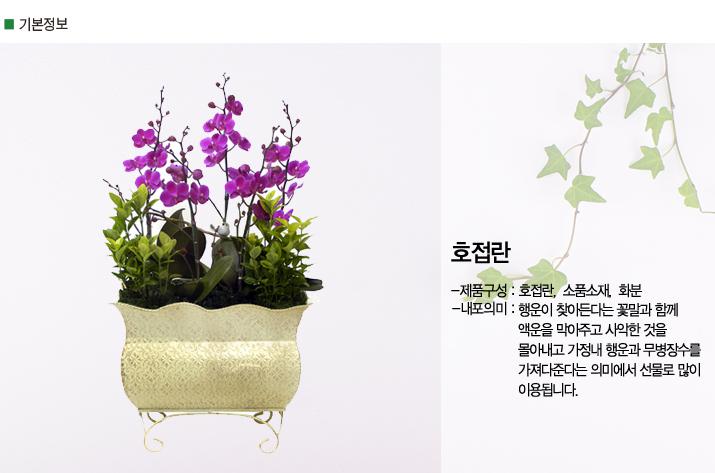 기본정보
호접란
-제품구성 : 호접란, 소품소재, 화분
-내포의미 : 행운이 찾아든다는 꽃말과 함께
액운을 막아주고 사악한 것을
몰아내고 가정내 행운과 무병장수를
가져다준다는 의미에서 선물로 많이
이용됩니다.